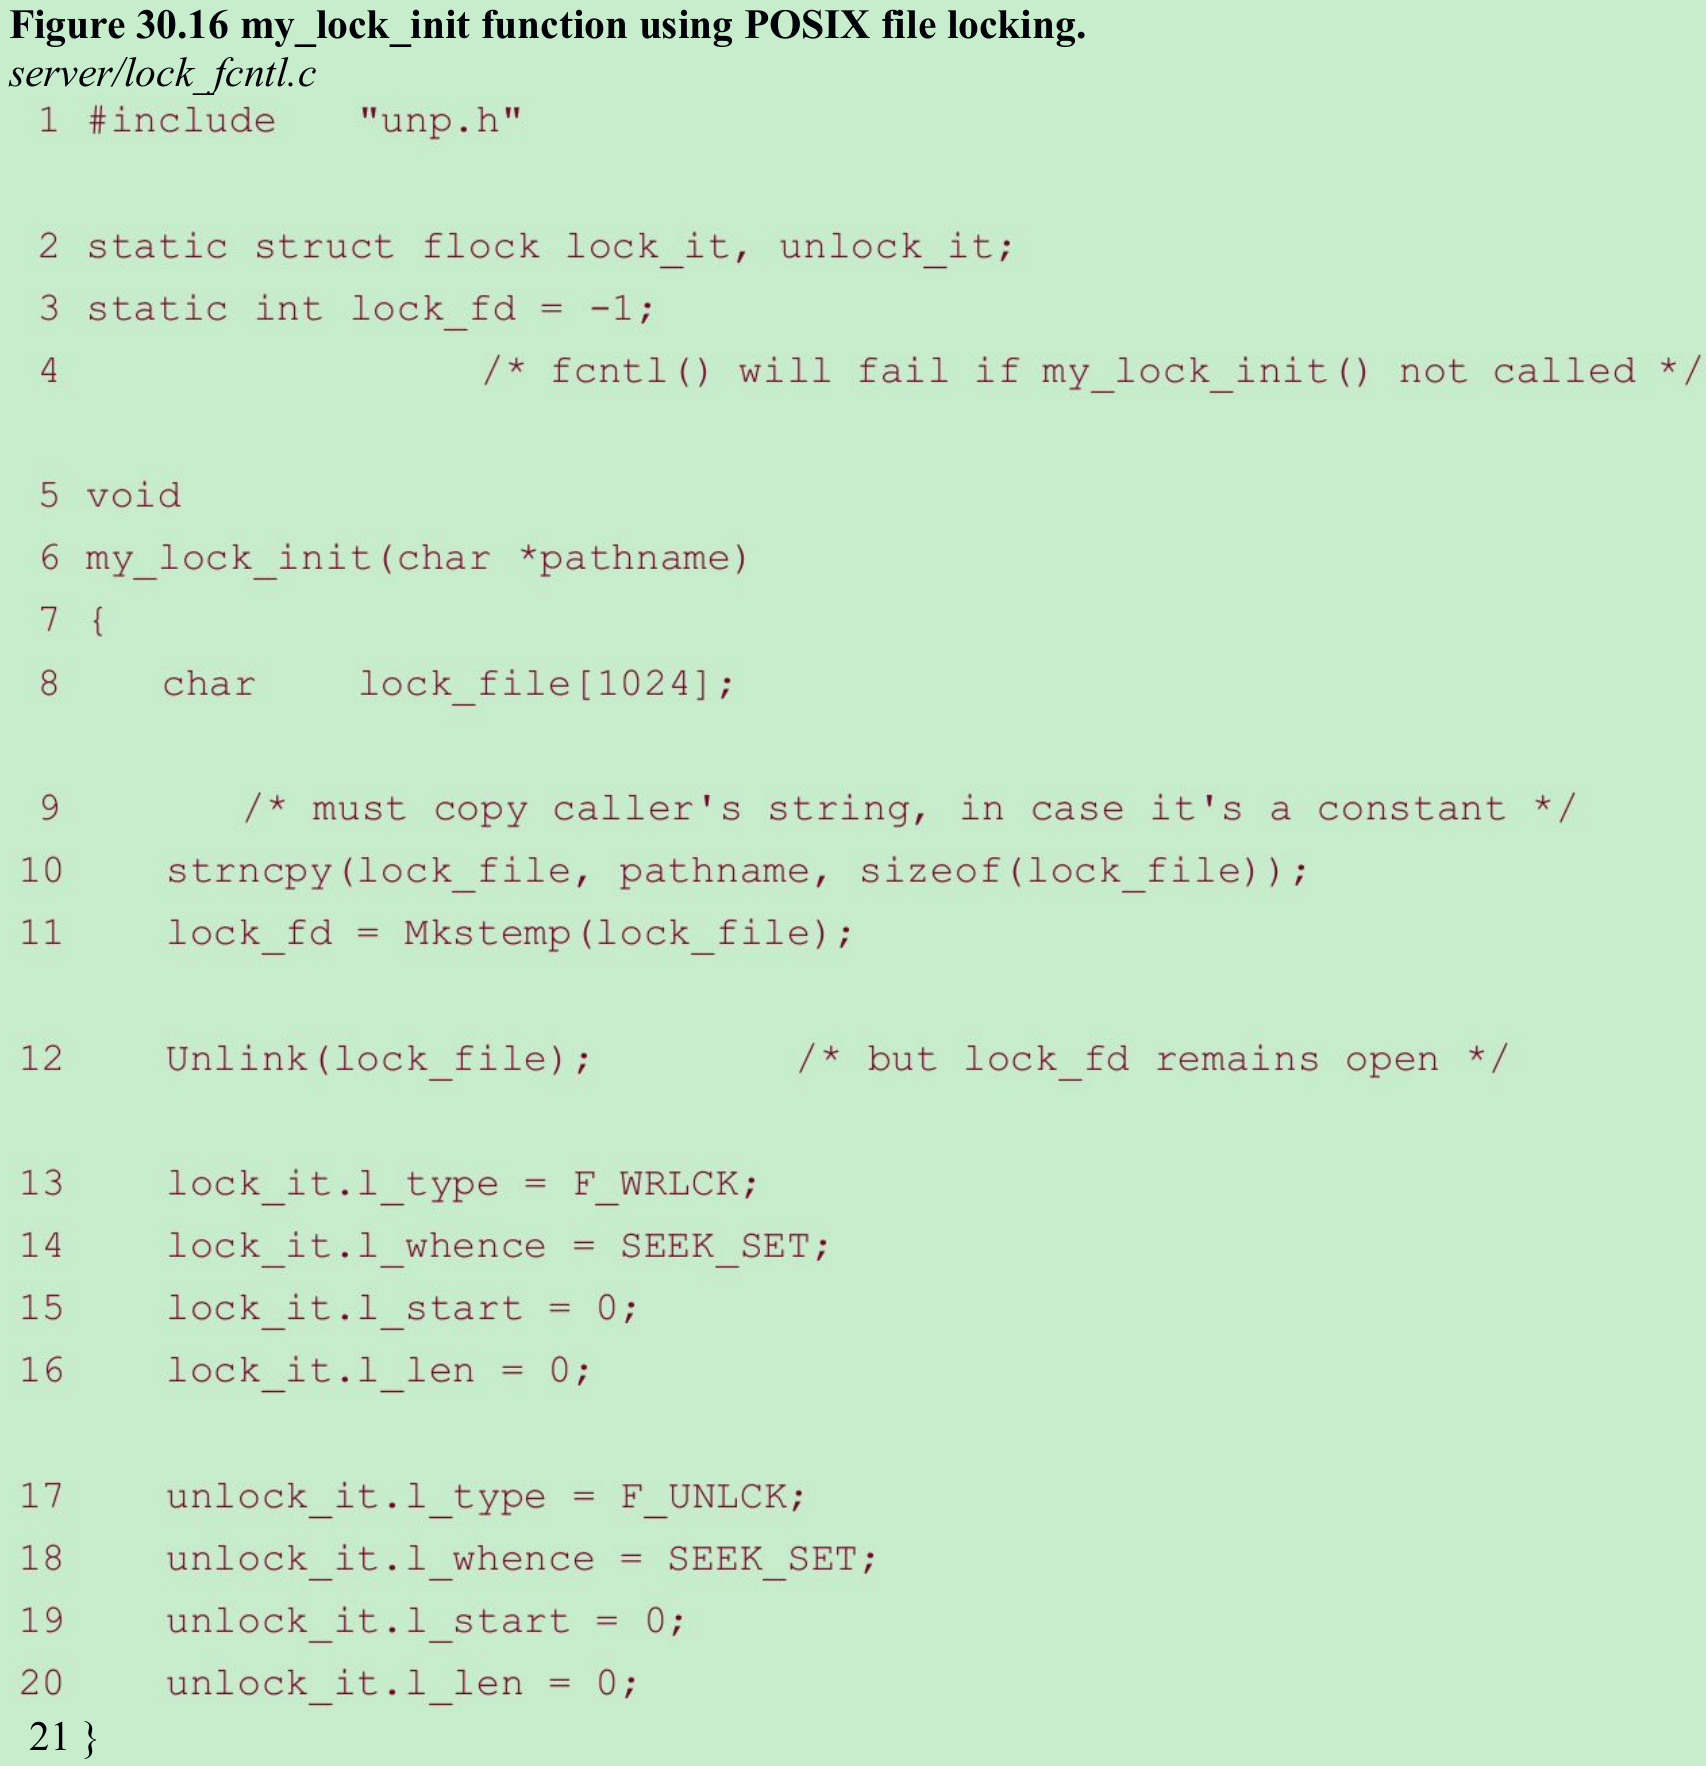 Figure 30.16 my_lock_init function using POSIX file locking.
server/lock_fcntl.c
1 #include "unp.h"
2 static struct flock lock_it, unlock_it;
3 static int lock_fd = -1;
4 /* fcntl() will fail if my_lock_init() not called */
5 void
6 my_lock_init(char *pathname)
7 {
8 char lock_file[1024];
9 /* must copy caller's string, in case it's a constant */
10 strncpy(lock_file, pathname, sizeof(lock_file));
11 lock_fd = Mkstemp(lock_file);
12 Unlink(lock_file); /* but lock_fd remains open */
13 lock_it.l_type = F_WRLCK;
14 lock_it.l_whence = SEEK_SET;
15 lock_it.l_start = 0;
16 lock_it.l_len = 0;
17 unlock_it.l_type = F_UNLCK;
18 unlock_it.l_whence = SEEK_SET;
19 unlock_it.l_start = 0;
20 unlock_it.l_len = 0;
21 }